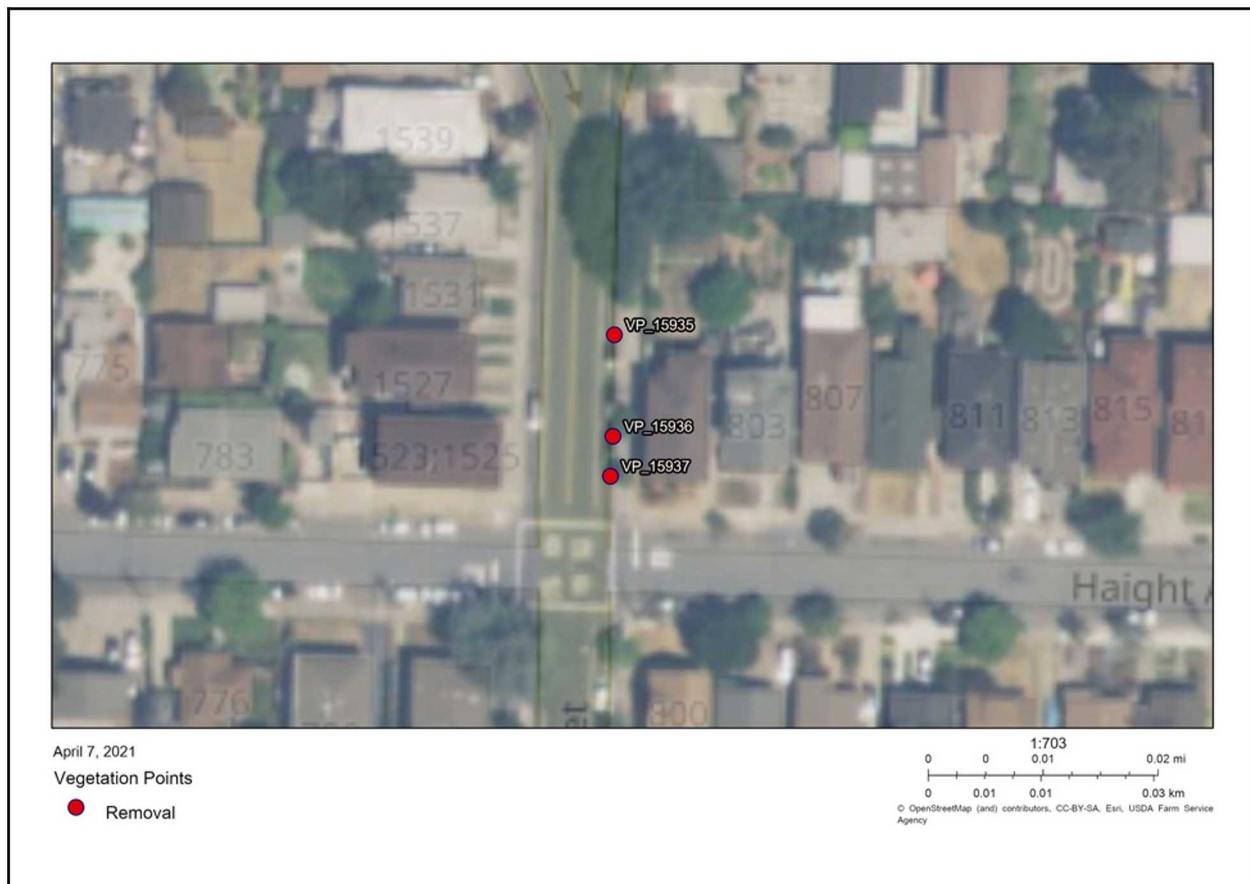 1539
1537
1531
VP_15935
775
1527
807
811
813
815
VP_15936
803
783
1523;1525
VP_15937
Haight
776
800
April 7, 2021
Vegetation Points
Removal
1:703
0 0 0.01 0.02 mi
0 0.01 0.01 0.03 km
© OpenStreetMap (and) contributors, CC-BY-SA, Esri, USDA Farm Service
Agency